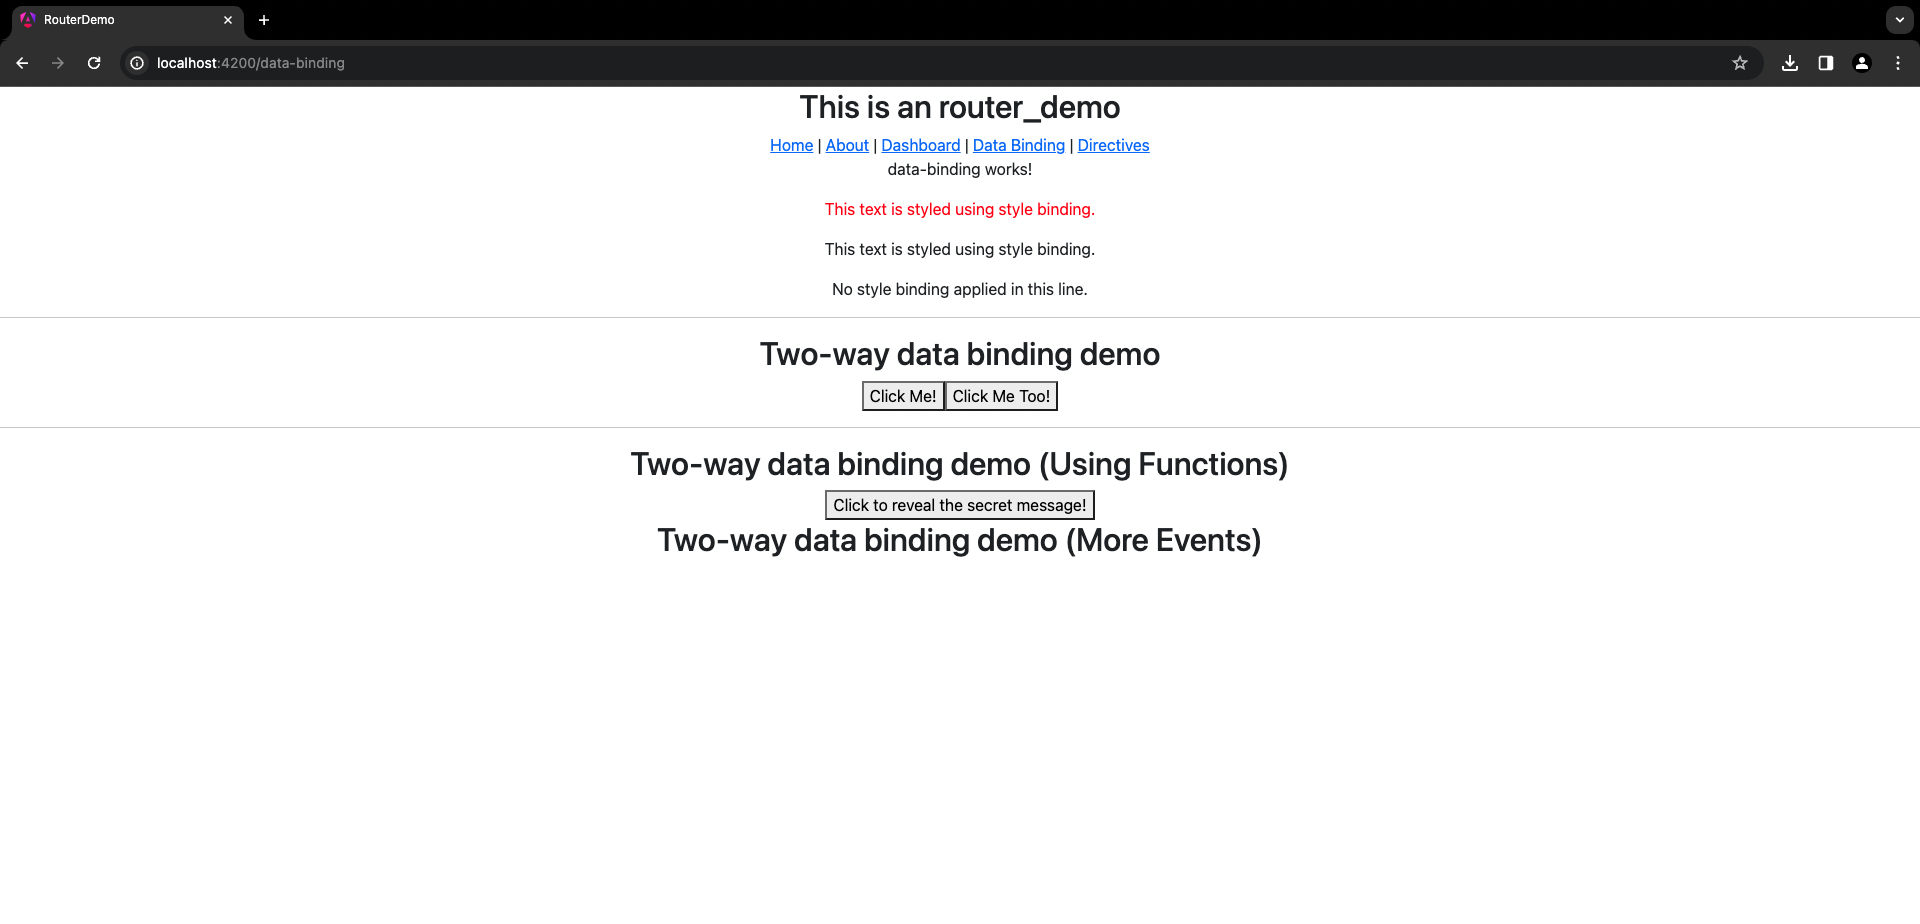 RouterDemo
localhost:4200/data-binding
This is an router_demo
Home | About | Dashboard | Data Binding | Directives
data-binding works!
This text is styled using style binding.
This text is styled using style binding.
No style binding applied in this line.
Two-way data binding demo
Click Me! Click Me Too!
Two-way data binding demo (Using Functions)
Click to reveal the secret message!
Two-way data binding demo (More Events)